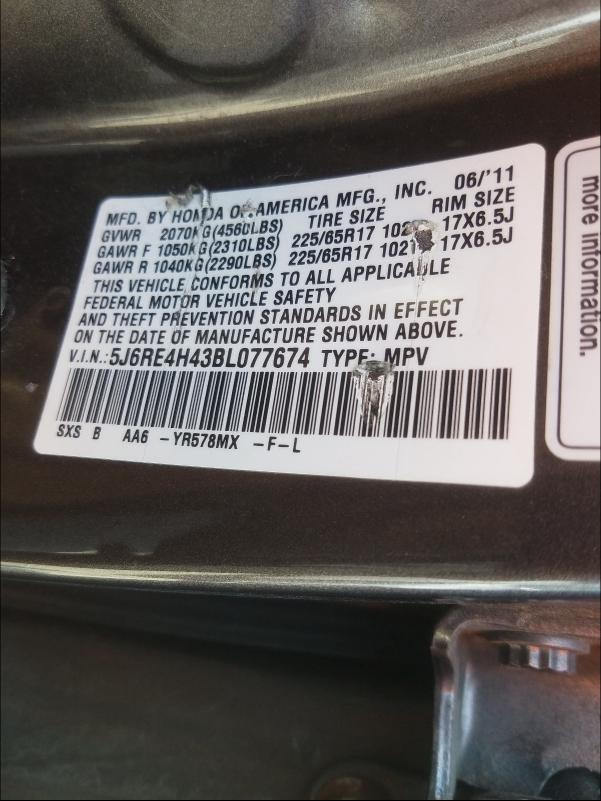 MFD. BY HONDA OF AMERICA MFG., INC. 06/'11
GVWR 2070KG(4560LBS) TIRE SIZE RIM SIZE
GAWR F 1050KG(2310LBS) 225/65R17 102T 17X6.5J
GAWR R 1040KG(2290LBS) 225/65R17 102T 17X6.5J
THIS VEHICLE CONFORMS TO ALL APPLICABLE
FEDERAL MOTOR VEHICLE SAFETY
AND THEFT PREVENTION STANDARDS IN EFFECT
ON THE DATE OF MANUFACTURE SHOWN ABOVE.
V.I.N.:5J6RE4H43BL077674 TYPE: MPV
SXS B AA6 -YR578MX -F-L
more information.